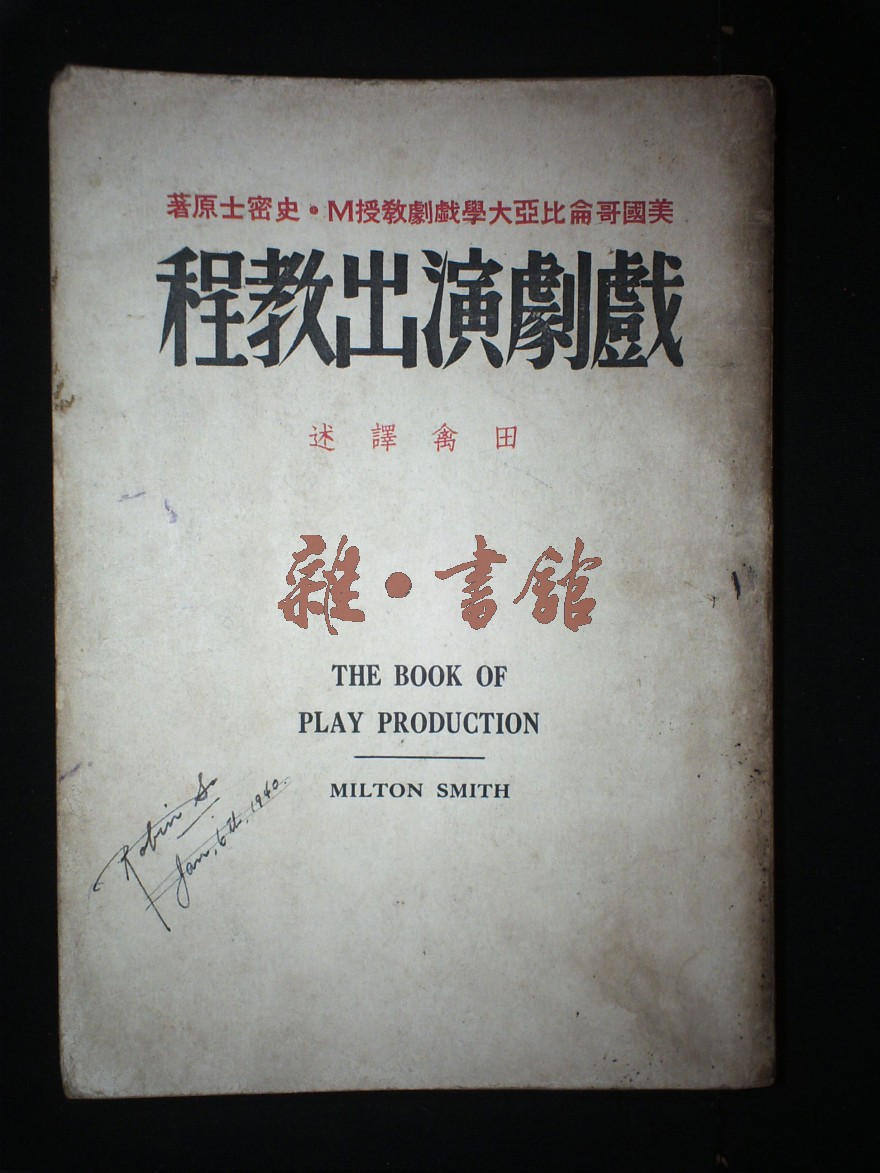 美國哥侖比亞大學戲劇教授M·史密士原著
戲劇演出教程
田禽譯述
雜·書館
THE BOOK OF
PLAY PRODUCTION
MILTON SMITH
Robin S.
Jan, 6th, 1940.